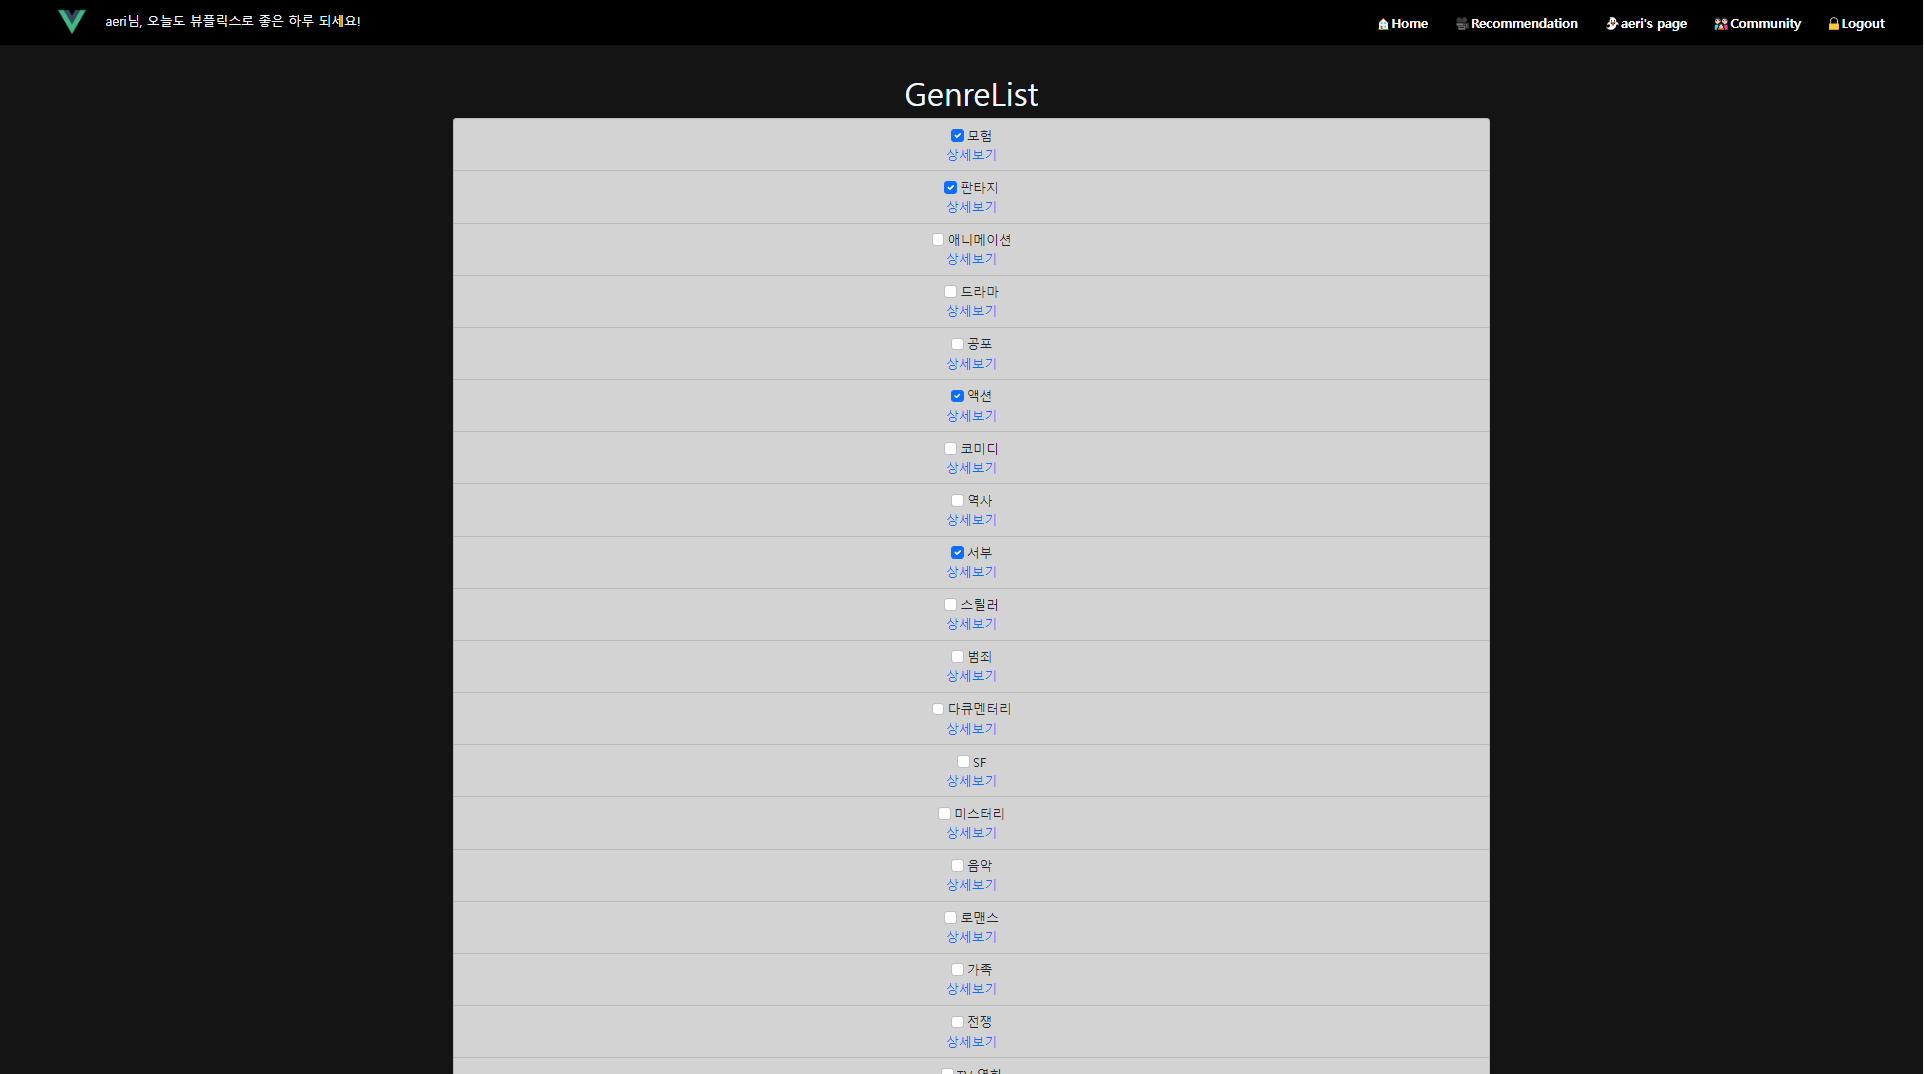 aeri님, 오늘도 뷰플릭스로 좋은 하루 되세요!
Home Recommendation aeri's page Community Logout
GenreList
모험
상세보기
판타지
상세보기
애니메이션
상세보기
드라마
상세보기
공포
상세보기
액션
상세보기
코미디
상세보기
역사
상세보기
서부
상세보기
스릴러
상세보기
범죄
상세보기
다큐멘터리
상세보기
SF
상세보기
미스터리
상세보기
음악
상세보기
로맨스
상세보기
가족
상세보기
전쟁
상세보기